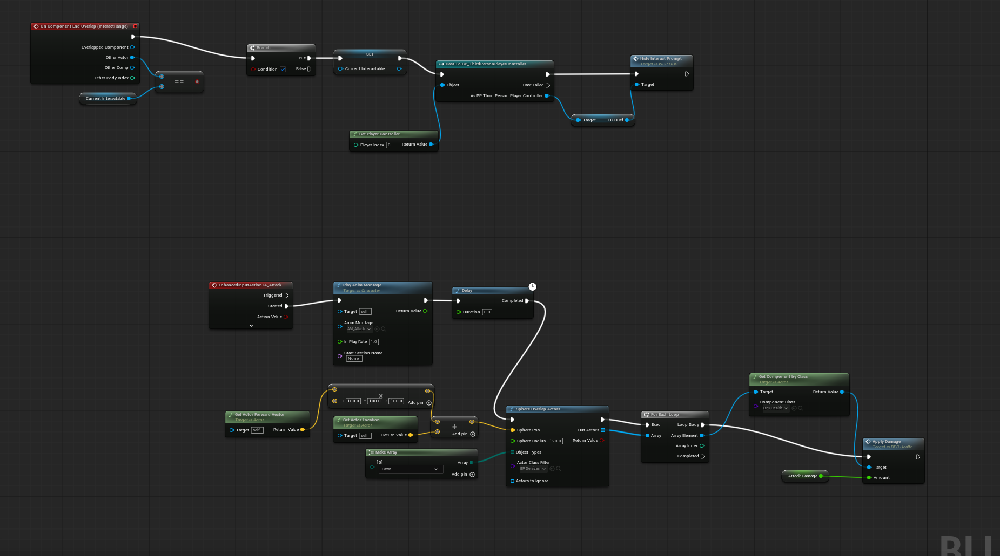 On Component End Overlap (InteractRange)
Overlapped Component
Other Actor
Other Comp
Other Body Index
Current Interactable
==
Branch
True
Condition
False
SET
Current Interactable
Cast To BP_ThirdPersonPlayerController
Object
Cast Failed
As BP Third Person Player Controller
Get Player Controller
Player Index 0
Return Value
Hide Interact Prompt
Target is WBP HUD
Target
Target HUDRef
EnhancedInputAction IA_Attack
Triggered
Started
Action Value
Play Anim Montage
Target is Character
Target self
Return Value
Anim Montage
AM_Attack
In Play Rate 1.0
Start Section Name
None
Delay
Completed
Duration 0.3
Get Actor Forward Vector
Target is Actor
Target self
Return Value
X 100.0 Y 100.0 Z 100.0 Add pin
Get Actor Location
Target is Actor
Target self
Return Value
+
Add pin
Make Array
[0]
Array
Pawn
Add pin
Sphere Overlap Actors
Sphere Pos
Out Actors
Sphere Radius 120.0
Return Value
Object Types
Actor Class Filter
BP Denizen
Actors to Ignore
For Each Loop
Exec
Loop Body
Array
Array Element
Array Index
Completed
Get Component by Class
Target is Actor
Target
Return Value
Component Class
BPC Health
Attack Damage
Apply Damage
Target is BPC Health
Target
Amount